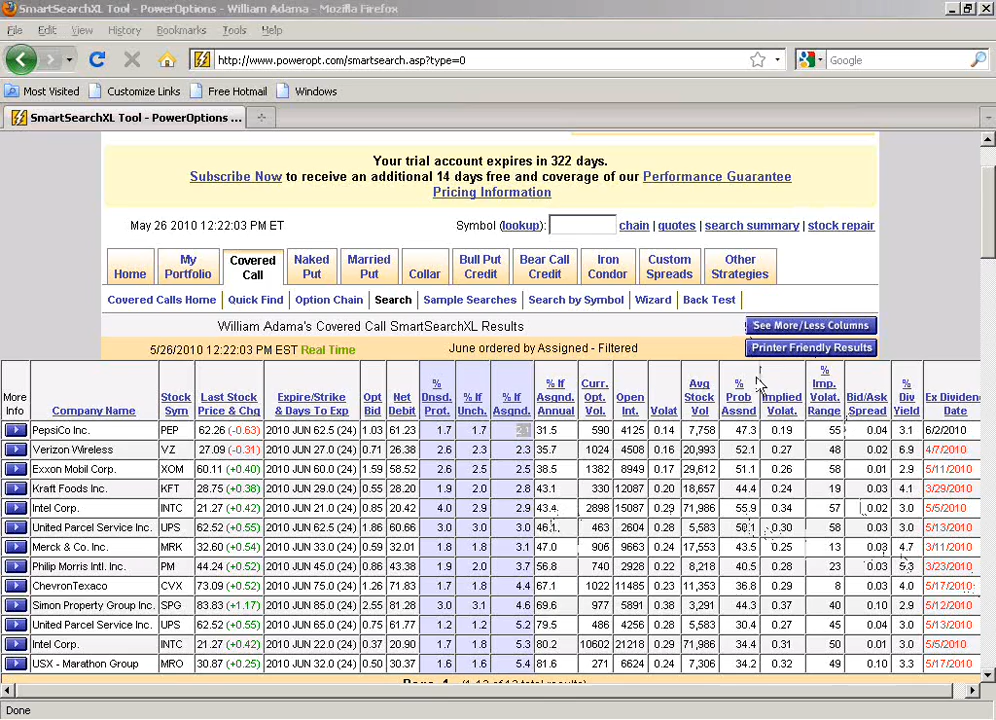 SmartSearchXL Tool - PowerOptions - William Adama - Mozilla Firefox
File Edit View History Bookmarks Tools Help
http://www.poweropt.com/smartsearch.asp?type=0 Google
Most Visited Customize Links Free Hotmail Windows
SmartSearchXL Tool - PowerOptions ...
Your trial account expires in 322 days.
Subscribe Now to receive an additional 14 days free and coverage of our Performance Guarantee
Pricing Information
May 26 2010 12:22:03 PM ET Symbol (lookup): chain | quotes | search summary | stock repair
Home My Portfolio Covered Call Naked Put Married Put Collar Bull Put Credit Bear Call Credit Iron Condor Custom Spreads Other Strategies
Covered Calls Home | Quick Find | Option Chain | Search | Sample Searches | Search by Symbol | Wizard | Back Test
William Adama's Covered Call SmartSearchXL Results See More/Less Columns
5/26/2010 12:22:03 PM EST Real Time June ordered by Assigned - Filtered Printer Friendly Results
More Info Company Name Stock Sym Last Stock Price & Chg Expire/Strike & Days To Exp Opt Bid Net Debit % Dnsd. Prot. % If Unch. % If Asgnd. % If Asgnd. Annual Curr. Opt. Vol. Open Int. Volat Avg Stock Vol % Prob Assnd Implied Volat. % Imp. Volat. Range Bid/Ask Spread % Div Yield Ex Dividend Date
PepsiCo Inc. PEP 62.26 (-0.63) 2010 JUN 62.5 (24) 1.03 61.23 1.7 1.7 2.1 31.5 590 4125 0.14 7,758 47.3 0.19 55 0.04 3.1 6/2/2010
Verizon Wireless VZ 27.09 (-0.31) 2010 JUN 27.0 (24) 0.71 26.38 2.6 2.3 2.3 35.7 1024 4508 0.16 20,993 52.1 0.27 48 0.02 6.9 4/7/2010
Exxon Mobil Corp. XOM 60.11 (+0.40) 2010 JUN 60.0 (24) 1.59 58.52 2.6 2.5 2.5 38.5 1382 8949 0.17 29,612 51.1 0.26 58 0.01 2.9 5/11/2010
Kraft Foods Inc. KFT 28.75 (+0.38) 2010 JUN 29.0 (24) 0.55 28.20 1.9 2.0 2.8 43.1 330 12087 0.20 18,657 44.4 0.24 19 0.03 4.1 3/29/2010
Intel Corp. INTC 21.27 (+0.42) 2010 JUN 21.0 (24) 0.85 20.42 4.0 2.9 2.9 43.4 2898 15087 0.29 71,986 55.9 0.34 57 0.02 3.0 5/5/2010
United Parcel Service Inc. UPS 62.52 (+0.55) 2010 JUN 62.5 (24) 1.86 60.66 3.0 3.0 3.0 46.1 463 2604 0.28 5,583 50.1 0.30 58 0.03 3.0 5/13/2010
Merck & Co. Inc. MRK 32.60 (+0.54) 2010 JUN 33.0 (24) 0.59 32.01 1.8 1.8 3.1 47.0 906 9663 0.24 17,553 43.5 0.25 13 0.03 4.7 3/11/2010
Philip Morris Intl. Inc. PM 44.24 (+0.52) 2010 JUN 45.0 (24) 0.86 43.38 1.9 2.0 3.7 56.8 740 2928 0.22 8,218 40.5 0.28 23 0.03 5.3 3/23/2010
ChevronTexaco CVX 73.09 (+0.52) 2010 JUN 75.0 (24) 1.26 71.83 1.7 1.8 4.4 67.1 1022 11485 0.23 11,353 36.8 0.29 8 0.03 4.0 5/17/2010
Simon Property Group Inc. SPG 83.83 (+1.67) 2010 JUN 85.0 (24) 2.55 81.28 3.0 3.1 4.6 69.6 977 5891 0.38 3,291 44.3 0.37 40 0.10 2.9 5/12/2010
United Parcel Service Inc. UPS 62.52 (+0.55) 2010 JUN 65.0 (24) 0.75 61.77 1.2 1.2 5.2 79.5 415 6938 0.28 5,583 30.4 0.27 45 0.04 3.0 5/13/2010
Intel Corp. INTC 21.27 (+0.42) 2010 JUN 22.0 (24) 0.37 20.90 1.7 1.8 5.3 80.2 10602 21218 0.29 71,986 34.4 0.31 50 0.01 3.0 5/5/2010
USX - Marathon Group MRO 30.87 (+0.25) 2010 JUN 32.0 (24) 0.50 30.37 1.6 1.6 5.4 81.6 271 6624 0.24 7,306 34.2 0.32 49 0.10 3.3 5/17/2010
Done